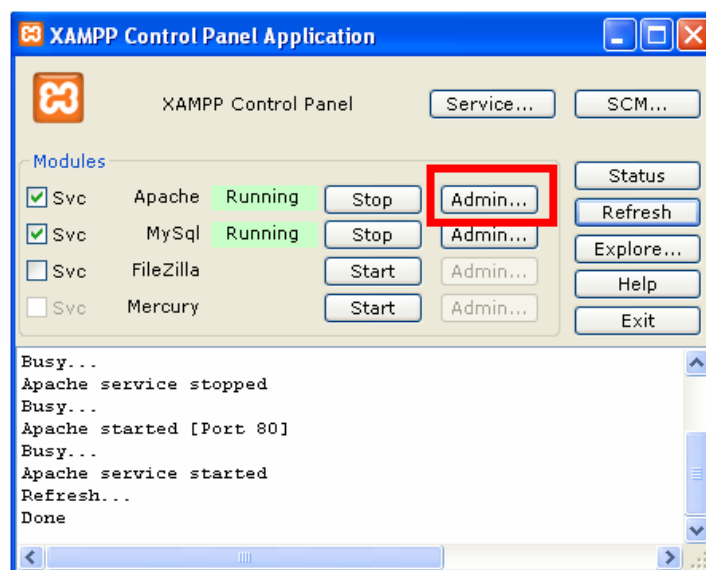 XAMPP Control Panel Application
XAMPP Control Panel Service... SCM...
Modules
Svc Apache Running Stop Admin...
Svc MySql Running Stop Admin...
Svc FileZilla Start Admin...
Svc Mercury Start Admin...
Status
Refresh
Explore...
Help
Exit
Busy...
Apache service stopped
Busy...
Apache started [Port 80]
Busy...
Apache service started
Refresh...
Done